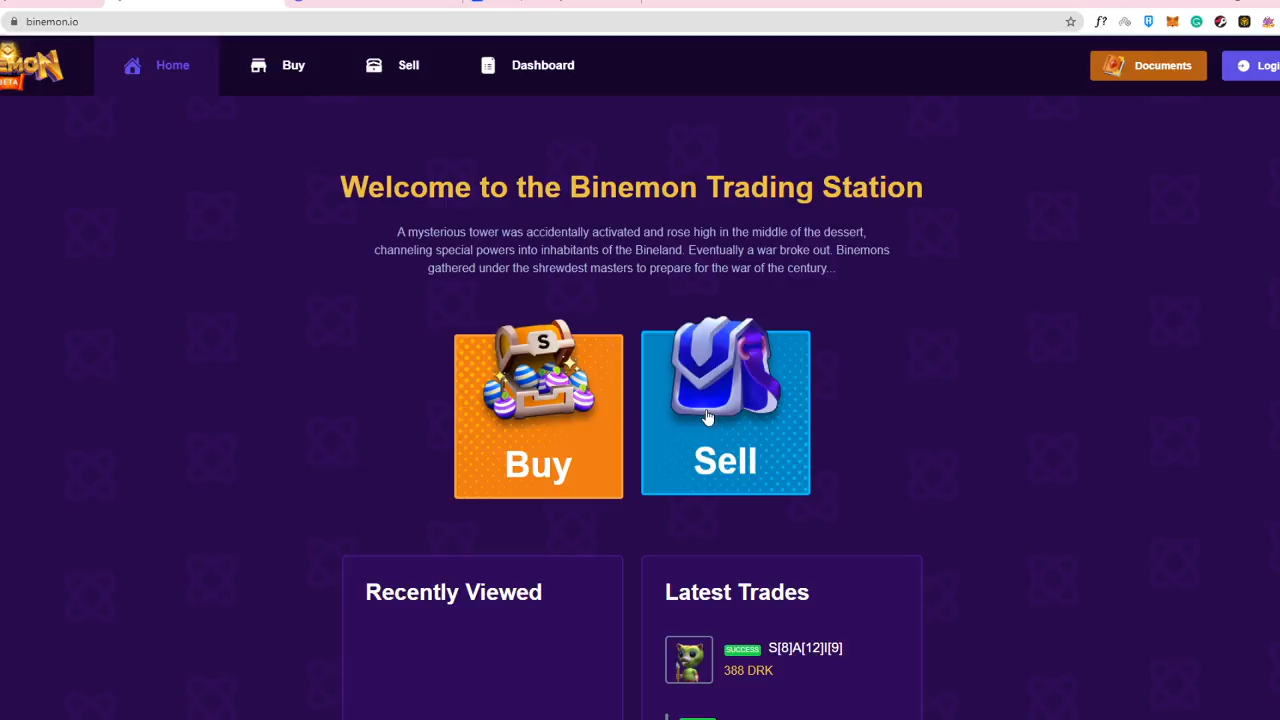 binemon.io
f?
BETA
Home
Buy
Sell
Dashboard
Documents
Welcome to the Binemon Trading Station
A mysterious tower was accidentally activated and rose high in the middle of the dessert,
channeling special powers into inhabitants of the Bineland. Eventually a war broke out. Binemons
gathered under the shrewdest masters to prepare for the war of the century...
S
Buy
Sell
Recently Viewed
Latest Trades
SUCCESS S[8]A[12]I[9]
388 DRK